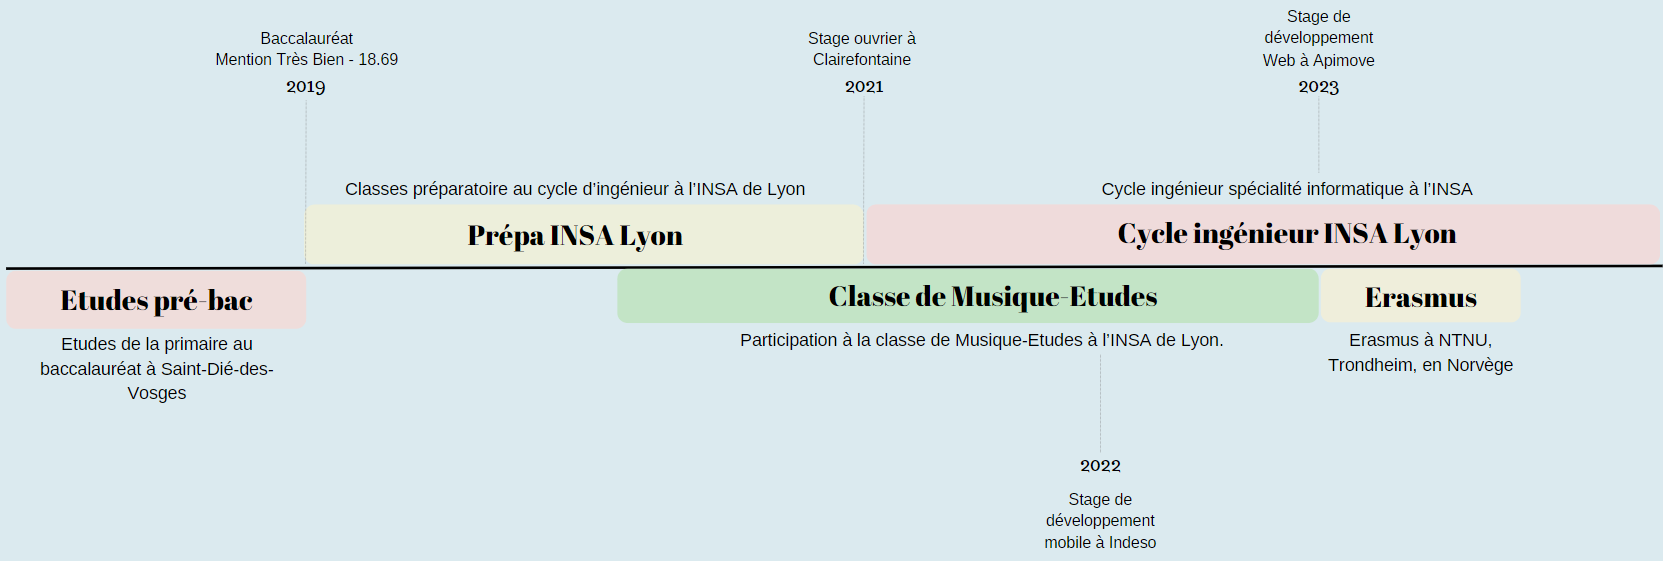 Baccalauréat
Mention Très Bien - 18.69
2019
Stage ouvrier à
Clairefontaine
2021
Stage de
développement
Web à Apimove
2023
Classes préparatoire au cycle d’ingénieur à l’INSA de Lyon
Prépa INSA Lyon
Cycle ingénieur spécialité informatique à l’INSA
Cycle ingénieur INSA Lyon
Etudes pré-bac
Etudes de la primaire au
baccalauréat à Saint-Dié-des-
Vosges
Classe de Musique-Etudes
Participation à la classe de Musique-Etudes à l’INSA de Lyon.
Erasmus
Erasmus à NTNU,
Trondheim, en Norvège
2022
Stage de
développement
mobile à Indeso